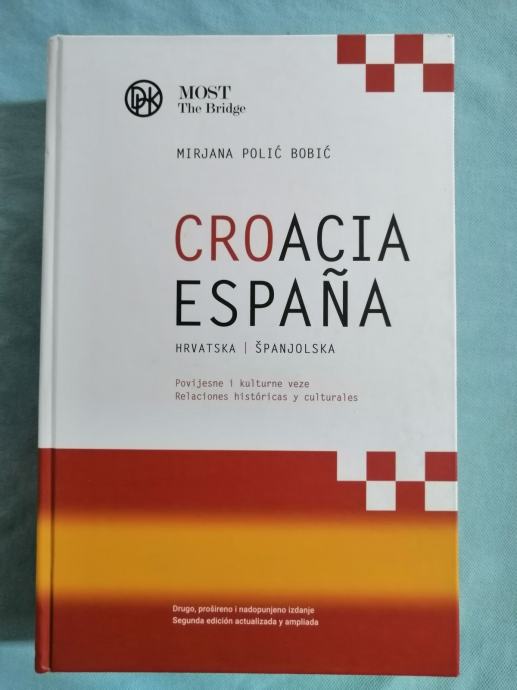 DHK
MOST
The Bridge
MIRJANA POLIĆ BOBIĆ
CROACIA
ESPAÑA
HRVATSKA | ŠPANJOLSKA
Povijesne i kulturne veze
Relaciones históricas y culturales
Drugo, prošireno i nadopunjeno izdanje
Segunda edición actualizada y ampliada